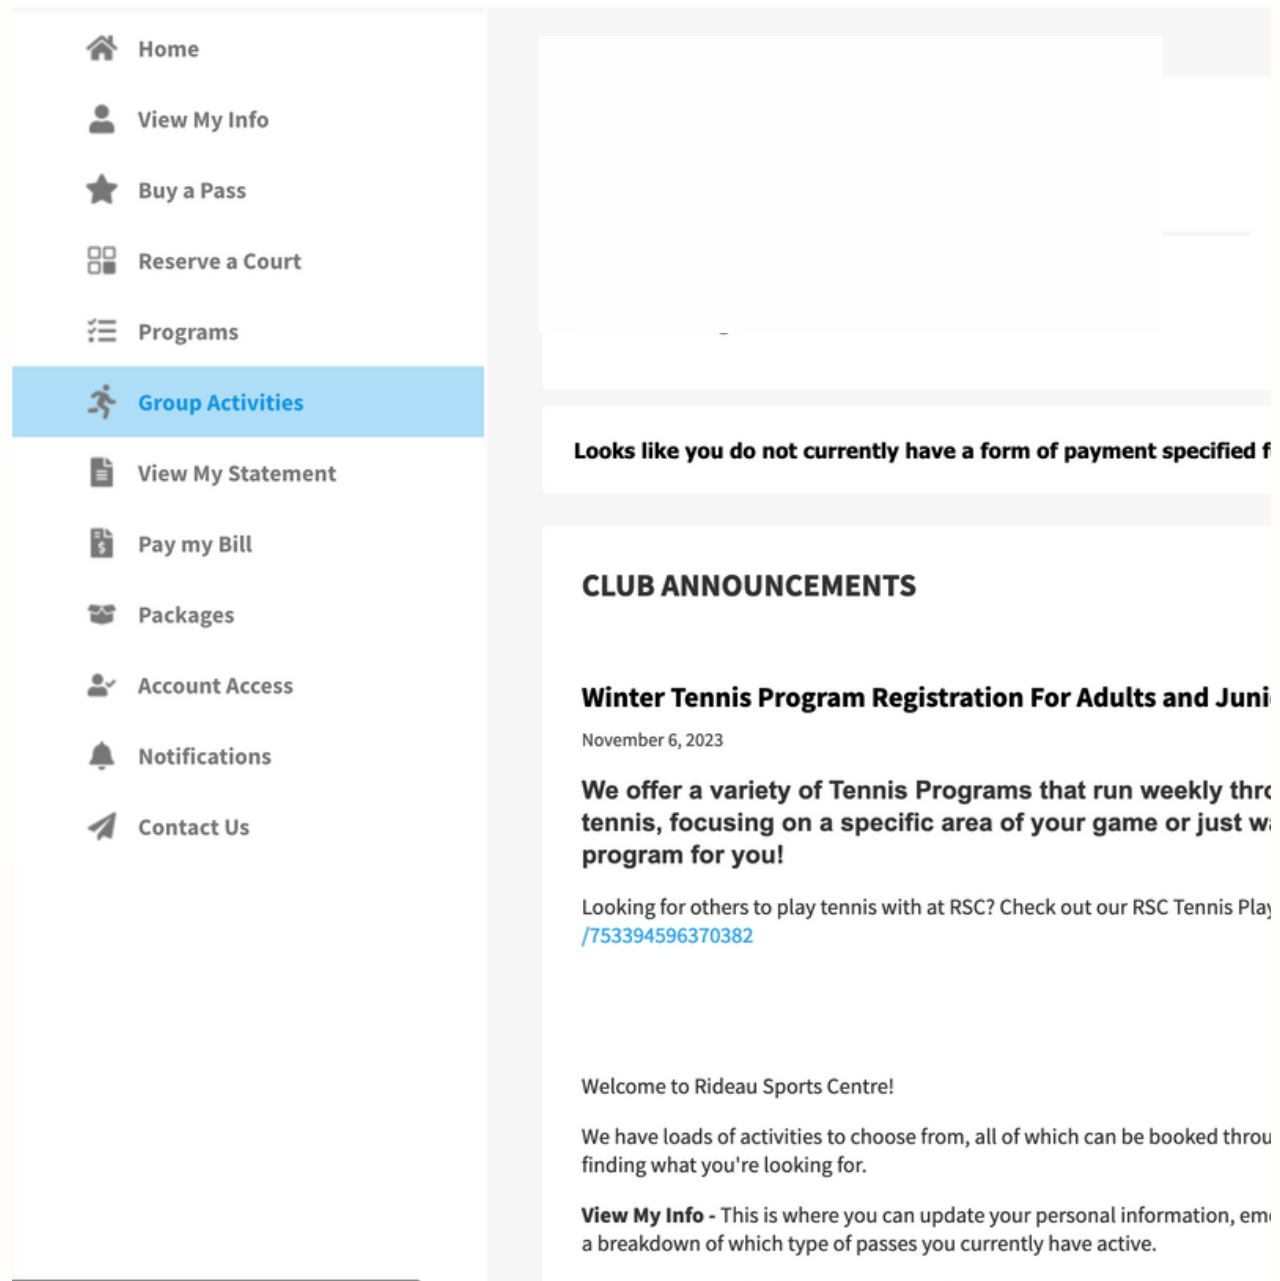 Home
View My Info
Buy a Pass
Reserve a Court
Programs
Group Activities
View My Statement
Pay my Bill
Packages
Account Access
Notifications
Contact Us
Looks like you do not currently have a form of payment specified
CLUB ANNOUNCEMENTS
Winter Tennis Program Registration For Adults and
November 6, 2023
We offer a variety of Tennis Programs that run weekly
tennis, focusing on a specific area of your game or just
program for you!
Looking for others to play tennis with at RSC? Check out our RSC Tennis
/753394596370382
Welcome to Rideau Sports Centre!
We have loads of activities to choose from, all of which can be booked
finding what you're looking for.
View My Info - This is where you can update your personal information,
a breakdown of which type of passes you currently have active.